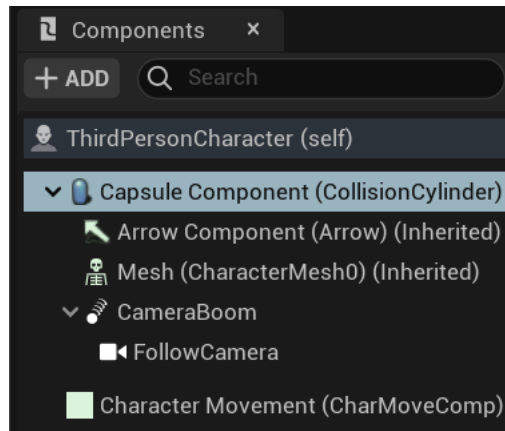 Components ×
+ ADD Search
ThirdPersonCharacter (self)
Capsule Component (CollisionCylinder)
Arrow Component (Arrow) (Inherited)
Mesh (CharacterMesh0) (Inherited)
CameraBoom
FollowCamera
Character Movement (CharMoveComp)